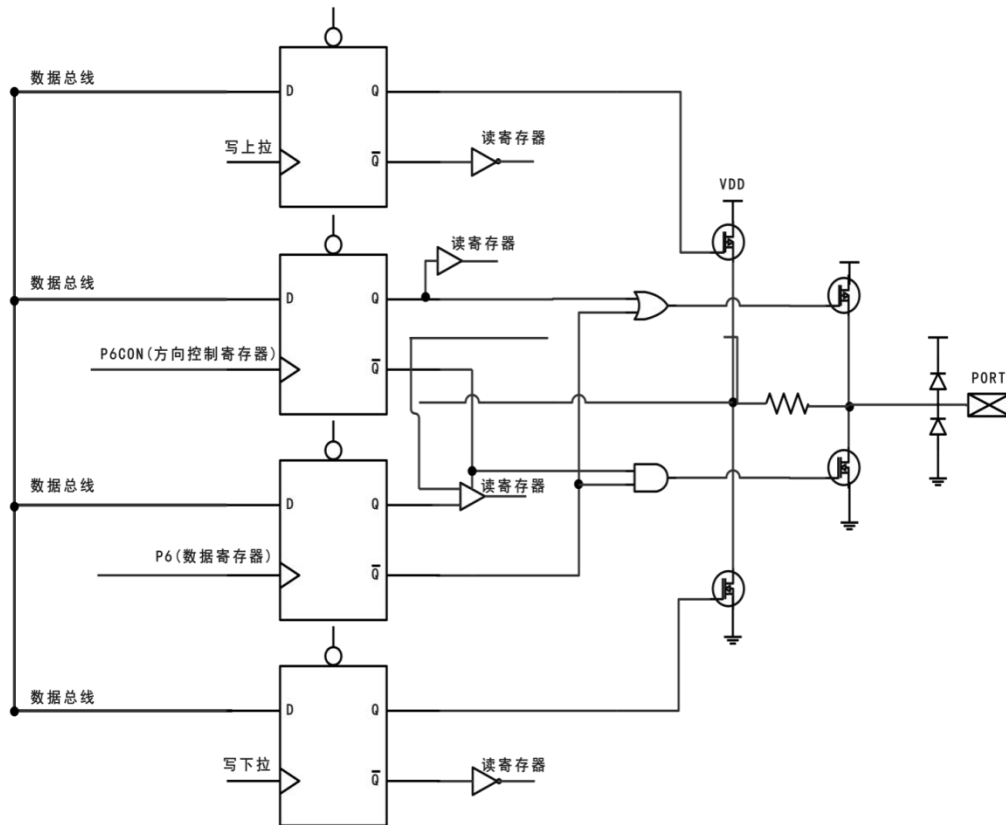 数据总线
D
Q
写上拉
Q
读寄存器
VDD
数据总线
D
Q
读寄存器
P6CON(方向控制寄存器)
Q
PORT
数据总线
D
Q
读寄存器
P6(数据寄存器)
Q
数据总线
D
Q
写下拉
Q
读寄存器